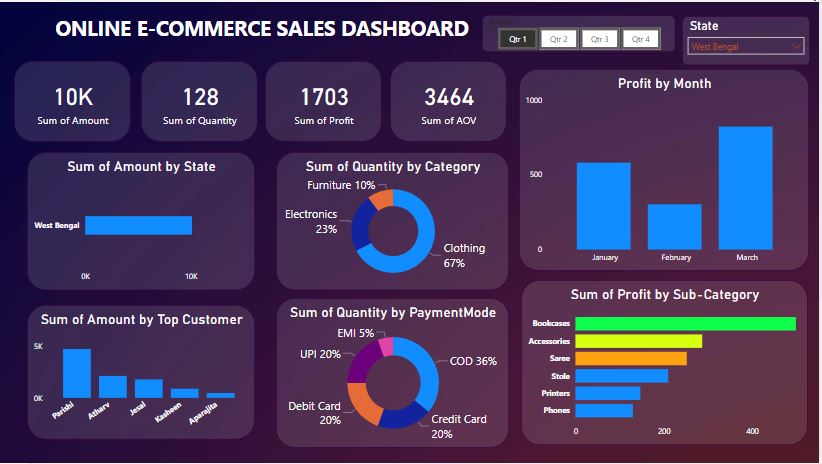 ONLINE E-COMMERCE SALES DASHBOARD
Qtr 1
Qtr 2
Qtr 3
Qtr 4
State
West Bengal
10K
Sum of Amount
128
Sum of Quantity
1703
Sum of Profit
3464
Sum of AOV
Profit by Month
1000
500
0
January
February
March
Sum of Amount by State
West Bengal
0K
10K
Sum of Quantity by Category
Furniture 10%
Electronics
23%
Clothing
67%
Sum of Amount by Top Customer
5K
0K
Parishi
Atharv
Jesal
Kasheen
Aparajita
Sum of Quantity by PaymentMode
EMI 5%
UPI 20%
COD 36%
Debit Card
20%
Credit Card
20%
Sum of Profit by Sub-Category
Bookcases
Accessories
Saree
Stole
Printers
Phones
0
200
400